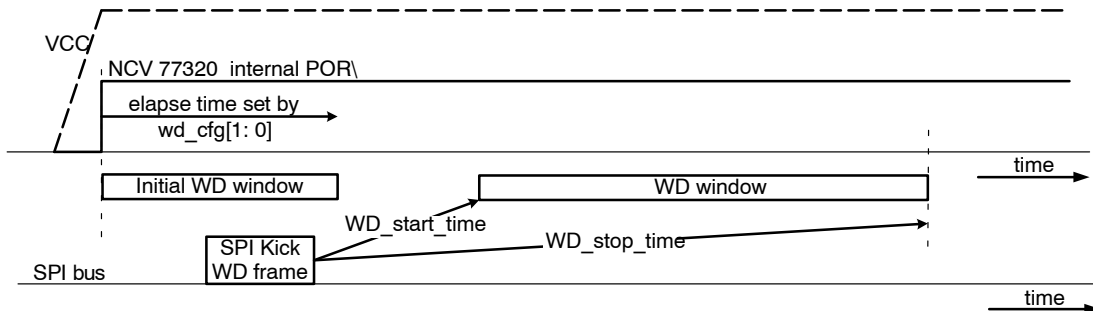 VCC
NCV 77320 internal POR\
elapse time set by
wd_cfg[1: 0]
time
Initial WD window
WD window
WD_start_time
WD_stop_time
SPI Kick
WD frame
SPI bus
time